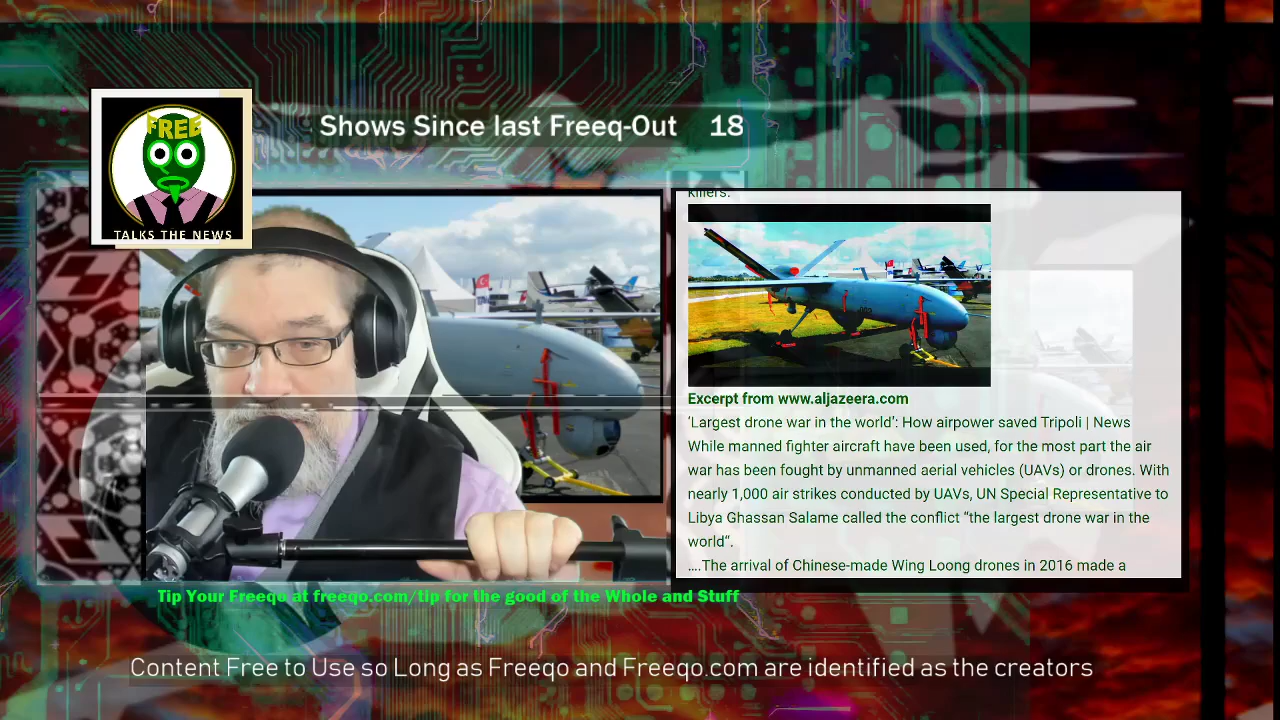 Shows Since last Freeq-Out 18
FREE
TALKS THE NEWS
killers.
Excerpt from www.aljazeera.com
‘Largest drone war in the world’: How airpower saved Tripoli | News
While manned fighter aircraft have been used, for the most part the air
war has been fought by unmanned aerial vehicles (UAVs) or drones. With
nearly 1,000 air strikes conducted by UAVs, UN Special Representative to
Libya Ghassan Salame called the conflict “the largest drone war in the
world”.
....The arrival of Chinese-made Wing Loong drones in 2016 made a
Tip Your Freeqo at freeqo.com/tip for the good of the Whole and Stuff
Content Free to Use so Long as Freeqo and Freeqo.com are identified as the creators